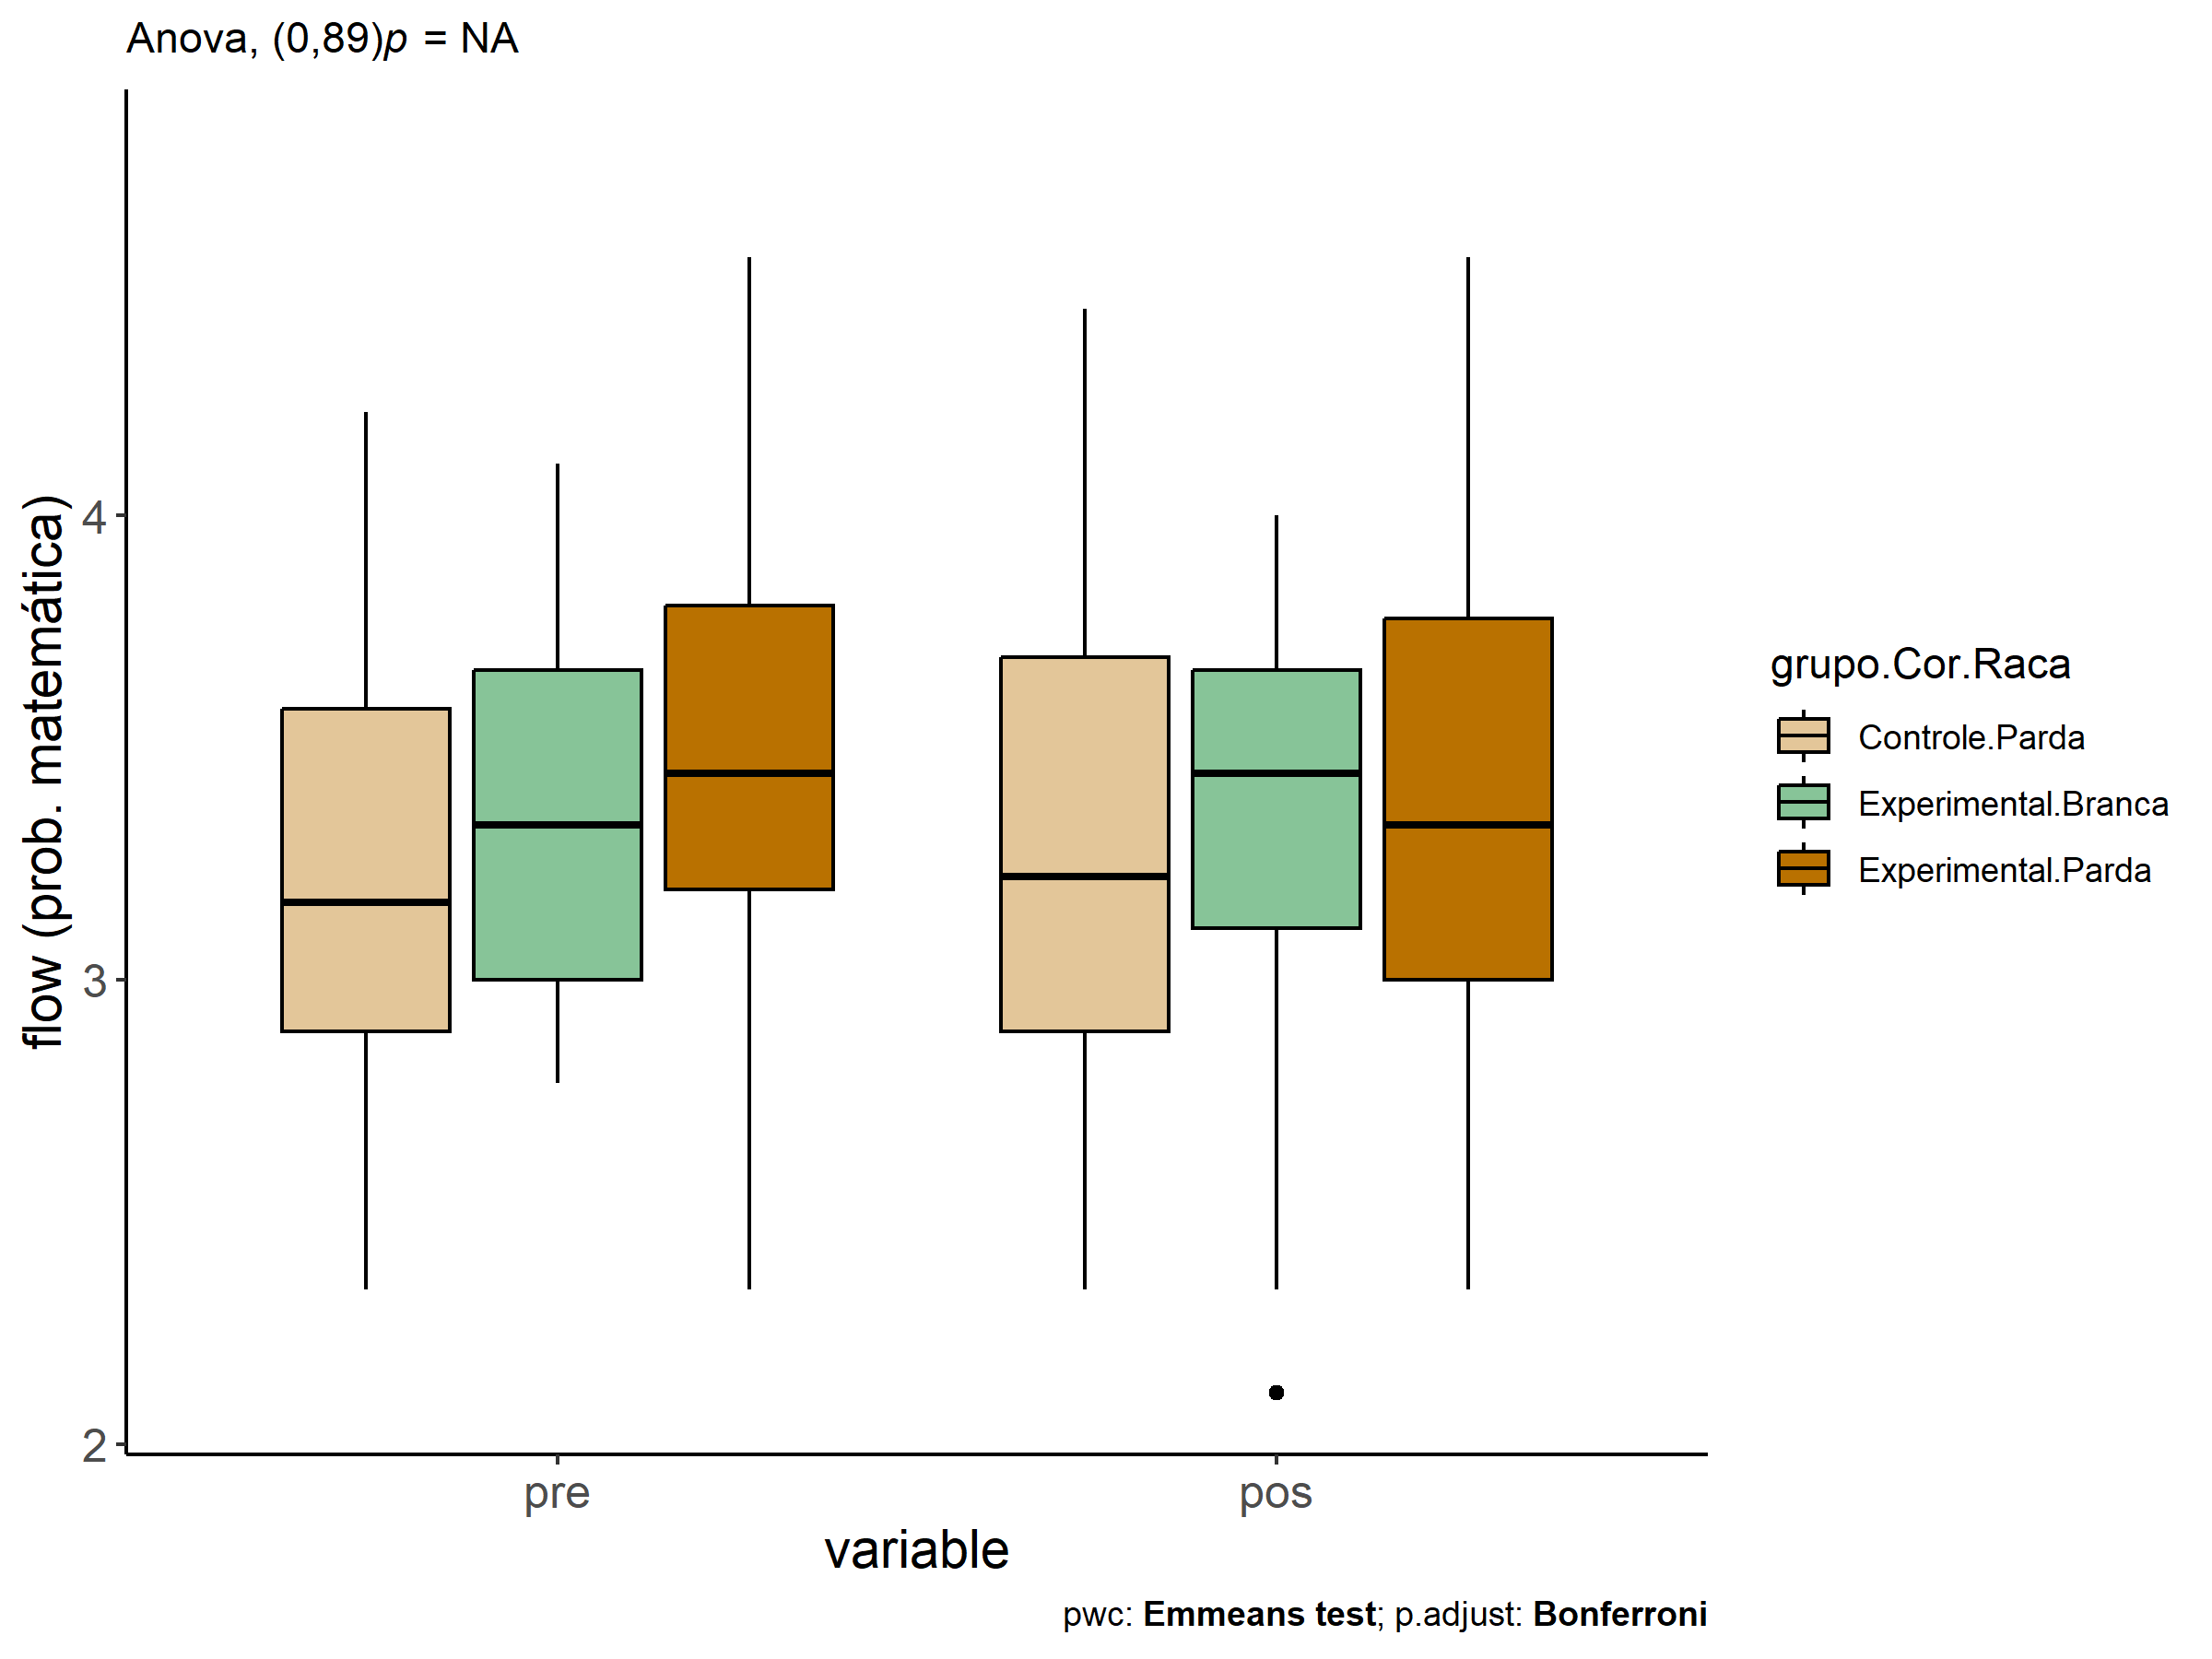 Anova, (0,89)p = NA
flow (prob. matemática)
4
3
2
pre
pos
variable
grupo.Cor.Raca
Controle.Parda
Experimental.Branca
Experimental.Parda
pwc: Emmeans test; p.adjust: Bonferroni